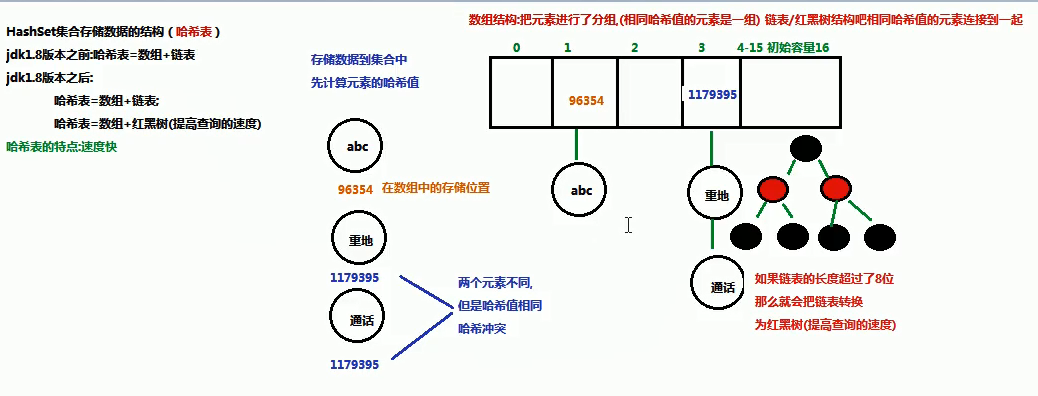 数组结构:把元素进行了分组,(相同哈希值的元素是一组) 链表/红黑树结构吧相同哈希值的元素连接到一起
HashSet集合存储数据的结构（哈希表）
jdk1.8版本之前:哈希表=数组+链表
jdk1.8版本之后:
哈希表=数组+链表;
哈希表=数组+红黑树(提高查询的速度)
哈希表的特点:速度快
存储数据到集合中
先计算元素的哈希值
abc
96354 在数组中的存储位置
重地
1179395
通话
1179395
两个元素不同,
但是哈希值相同
哈希冲突
0 1 2 3 4-15 初始容量16
96354 1179395
abc
重地
通话
如果链表的长度超过了8位
那么就会把链表转换
为红黑树(提高查询的速度)